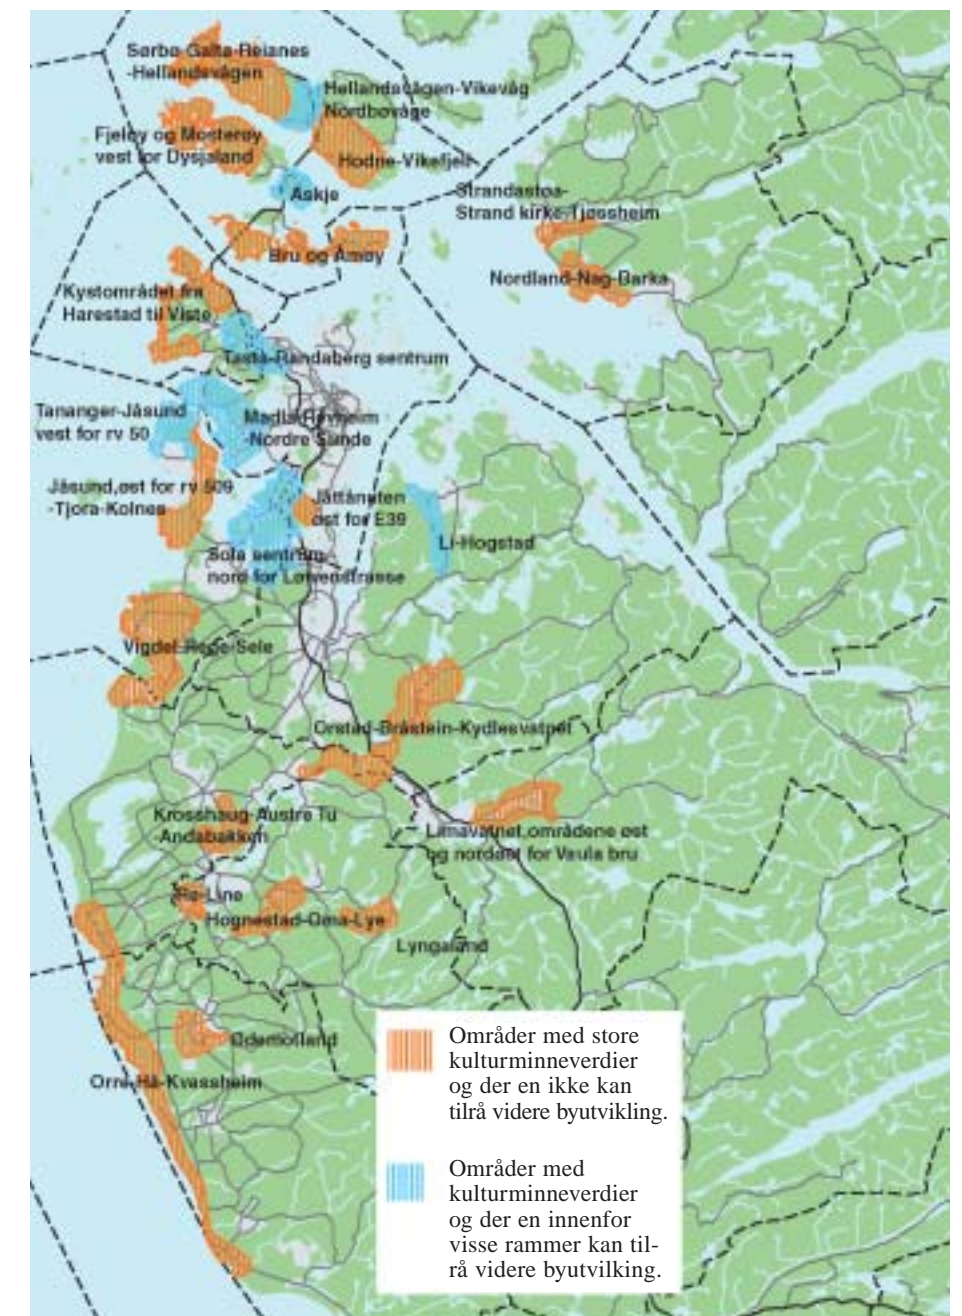 Sørbø-Galta-Reianes
-Hellandsvågen
Hellandsvågen-Vikevåg
Nordbøvåge
Fjeløy og Mosterøy
vest for Dysjaland
Hodne-Vikefjell
Askje
Strandastøa-
Strand kirke-Tjøssheim
Bru og Åmøy
Nordland-Nag-Barka
Kystområdet fra
Harestad til Viste
Tasta-Randaberg sentrum
Tananger-Jåsund
vest for rv 50
Madla-Revheim
-Nordre Sunde
Jåsund,øst for rv 509
-Tjora-Kolnes
Jåttånuten
øst for E39
Li-Hogstad
Sola sentrum,
nord for Løwenstrasse
Vigdel-Rege-Sele
Orstad-Bråstein-Kydlesvatnet
Krosshaug-Austre Tu
-Andabakken
Limavatnet,områdene øst
og nordøst for Vaula bru
Re-Line
Hognestad-Oma-Lye
Lyngaland
Ødemotland
Orre-Hå-Kvassheim
Områder med store
kulturminneverdier
og der en ikke kan
tilrå videre byutvikling.
Områder med
kulturminneverdier
og der en innenfor
visse rammer kan til-
rå videre byutvilking.